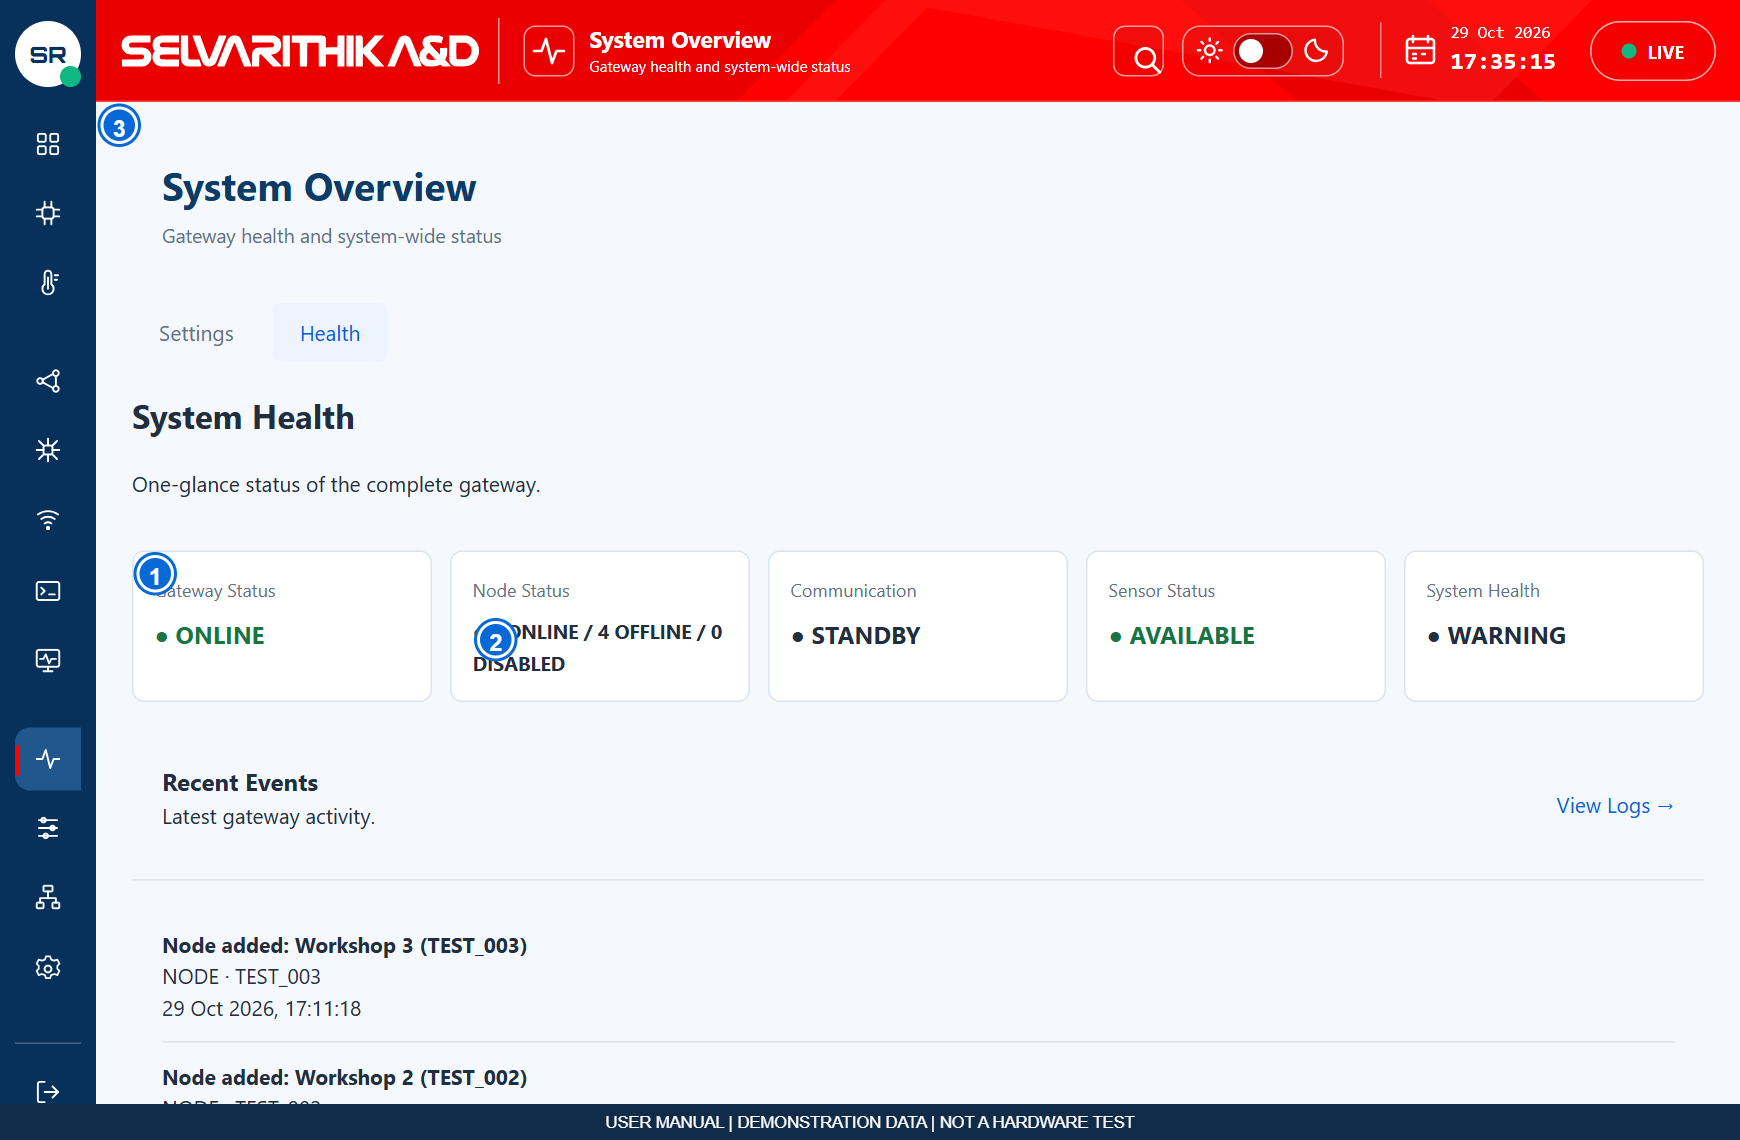 SR
SELVARITHIK A&D
System Overview
Gateway health and system-wide status
29 Oct 2026
17:35:15
LIVE
3
System Overview
Gateway health and system-wide status
Settings
Health
System Health
One-glance status of the complete gateway.
1
Gateway Status
● ONLINE
Node Status
2
ONLINE / 4 OFFLINE / 0
DISABLED
Communication
● STANDBY
Sensor Status
● AVAILABLE
System Health
● WARNING
Recent Events
Latest gateway activity.
View Logs →
Node added: Workshop 3 (TEST_003)
NODE · TEST_003
29 Oct 2026, 17:11:18
Node added: Workshop 2 (TEST_002)
USER MANUAL | DEMONSTRATION DATA | NOT A HARDWARE TEST